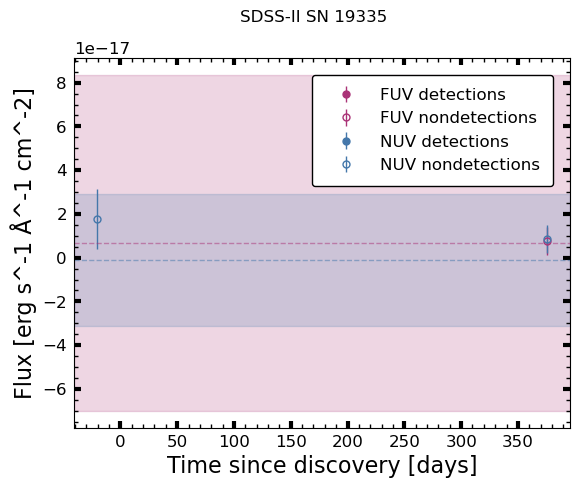 SDSS-II SN 19335
1e−17
FUV detections
FUV nondetections
NUV detections
NUV nondetections
8
6
4
2
0
−2
−4
−6
Flux [erg s^-1 Å^-1 cm^-2]
0 50 100 150 200 250 300 350
Time since discovery [days]